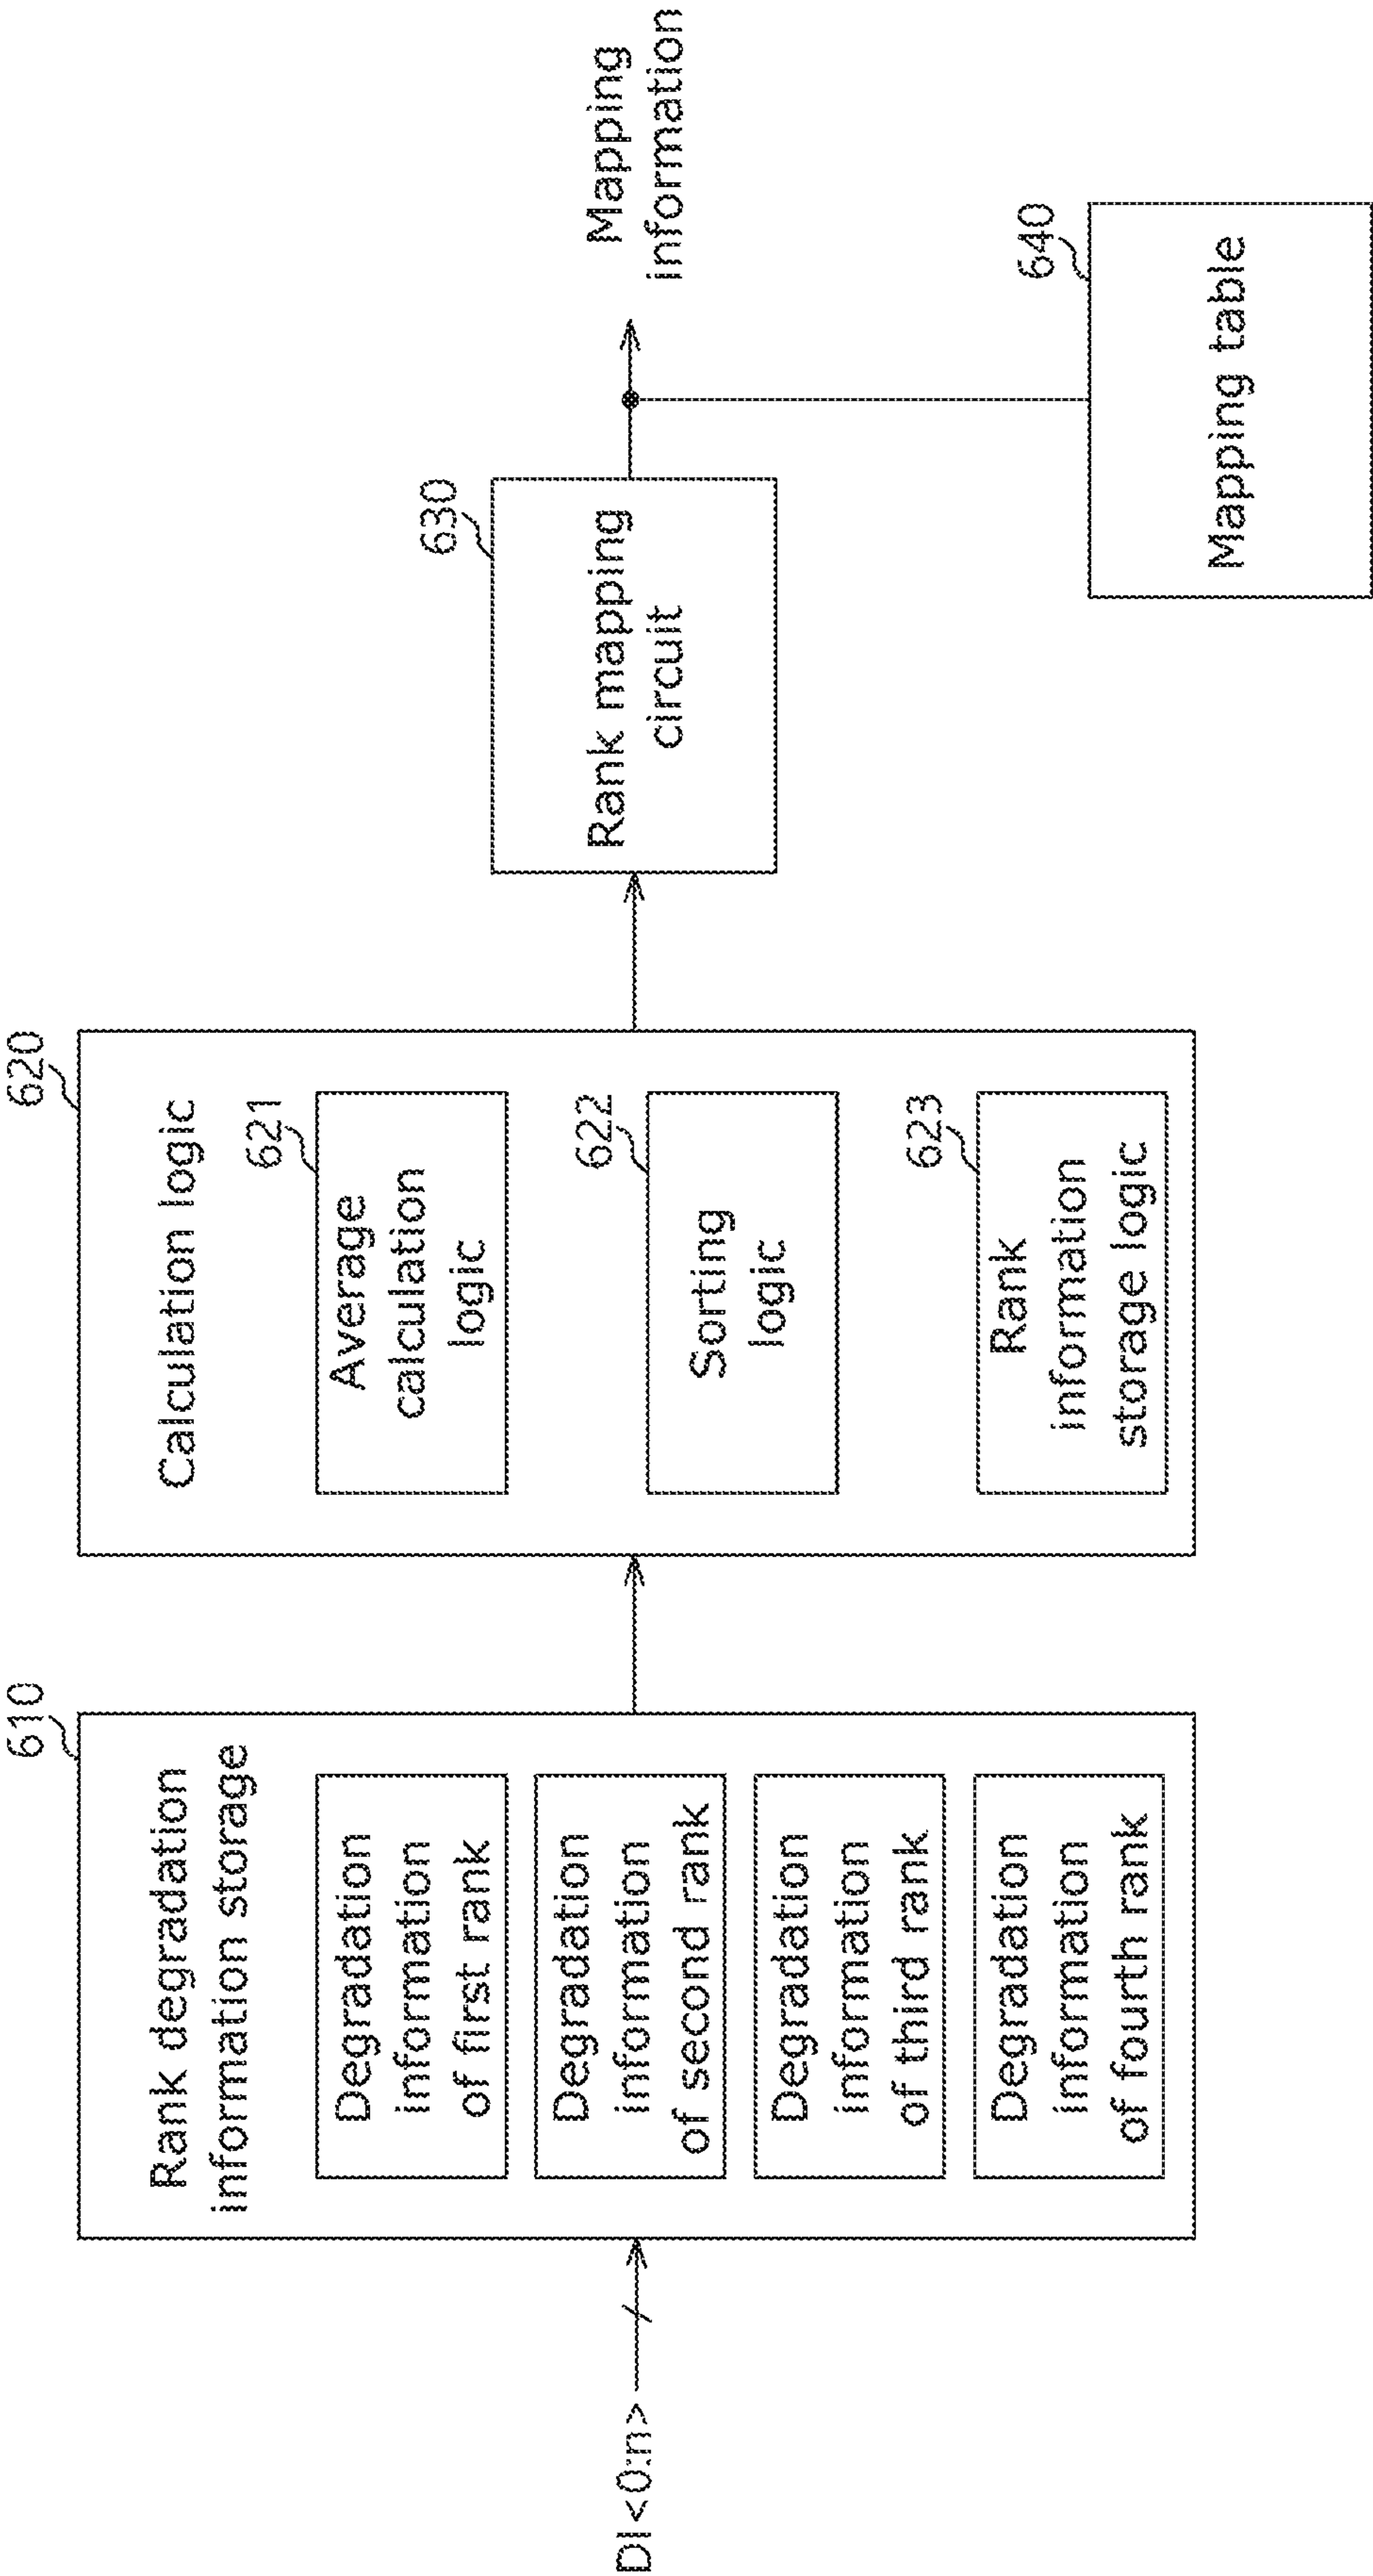 DI<0:n>
610
Rank degradation
information storage
Degradation
information
of first rank
Degradation
information
of second rank
Degradation
information
of third rank
Degradation
information
of fourth rank
620
Calculation logic
621
Average
calculation
logic
622
Sorting
logic
623
Rank
information
storage logic
630
Rank mapping
circuit
Mapping
information
640
Mapping table